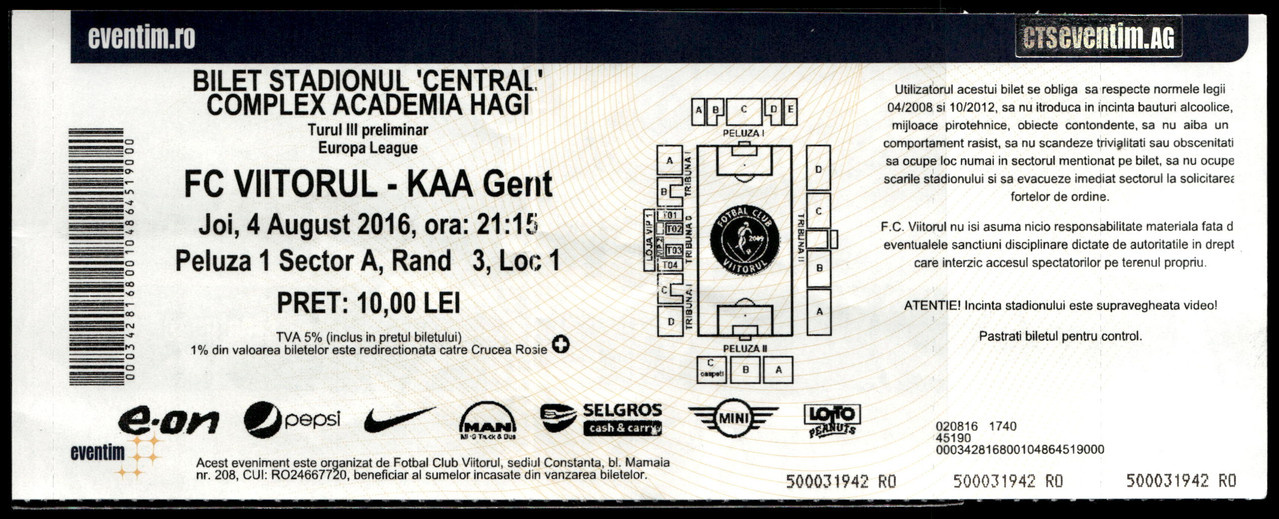 eventim.ro
CTSeventim.AG
BILET STADIONUL 'CENTRAL'
COMPLEX ACADEMIA HAGI
Turul III preliminar
Europa League
FC VIITORUL - KAA Gent
Joi, 4 August 2016, ora: 21:15
Peluza 1 Sector A, Rand 3, Loc 1
PRET: 10,00 LEI
TVA 5% (inclus in pretul biletului)
1% din valoarea biletelor este redirectionata catre Crucea Rosie
000342816800104864519000
A B C D E
PELUZA I
A
B
TRIBUNA I
LOJA VIP 1
T01
T02
T03
T04
TRIBUNA 0
C
D
TRIBUNA I
FOTBAL CLUB
2009
VIITORUL
D
C
TRIBUNA II
B
A
PELUZA II
C
oaspeti
B
A
Utilizatorul acestui bilet se obliga sa respecte normele legii
04/2008 si 10/2012, sa nu itroduca in incinta bauturi alcoolice,
mijloace pirotehnice, obiecte contondente, sa nu aiba un
comportament rasist, sa nu scandeze triviglitati sau obscenitati
sa ocupe loc numai in sectorul mentionat pe bilet, sa nu ocupe
scarile stadionului si sa evacueze imediat sectorul la solicitarea
fortelor de ordine.
F.C. Viitorul nu isi asuma nicio responsabilitate materiala fata d
eventualele sanctiuni disciplinare dictate de autoritatile in drept
care interzic accesul spectatorilor pe terenul propriu.
ATENTIE! Incinta stadionului este supravegheata video!
Pastrati biletul pentru control.
e·on
pepsi
MAN
MAN Truck & Bus
SELGROS
cash & carry
MINI
LOTTO
PEANUTS
eventim
Acest eveniment este organizat de Fotbal Club Viitorul, sediul Constanta, bl. Mamaia
nr. 208, CUI: RO24667720, beneficiar al sumelor incasate din vanzarea biletelor.
020816 1740
45190
000342816800104864519000
500031942 RO
500031942 RO
500031942 RO